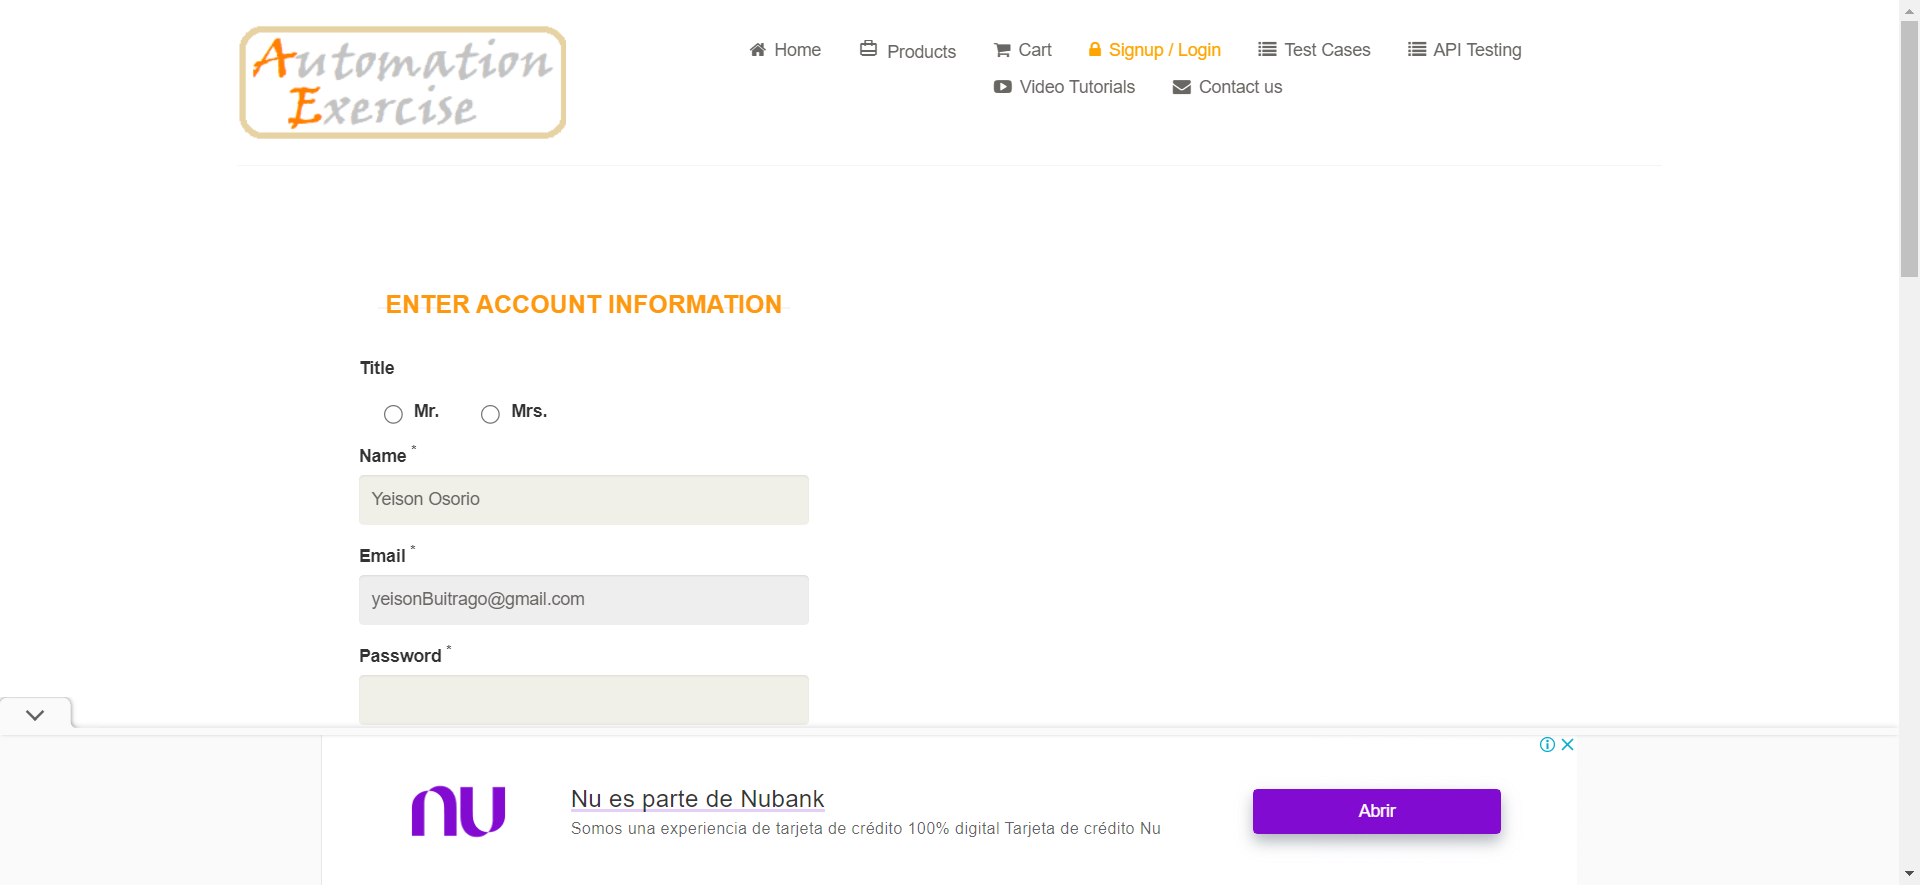 Automation
Exercise
Home
Products
Cart
Signup / Login
Test Cases
API Testing
Video Tutorials
Contact us
ENTER ACCOUNT INFORMATION
Title
Mr.
Mrs.
Name *
Yeison Osorio
Email *
yeisonBuitrago@gmail.com
Password *
nu
Nu es parte de Nubank
Somos una experiencia de tarjeta de crédito 100% digital Tarjeta de crédito Nu
Abrir